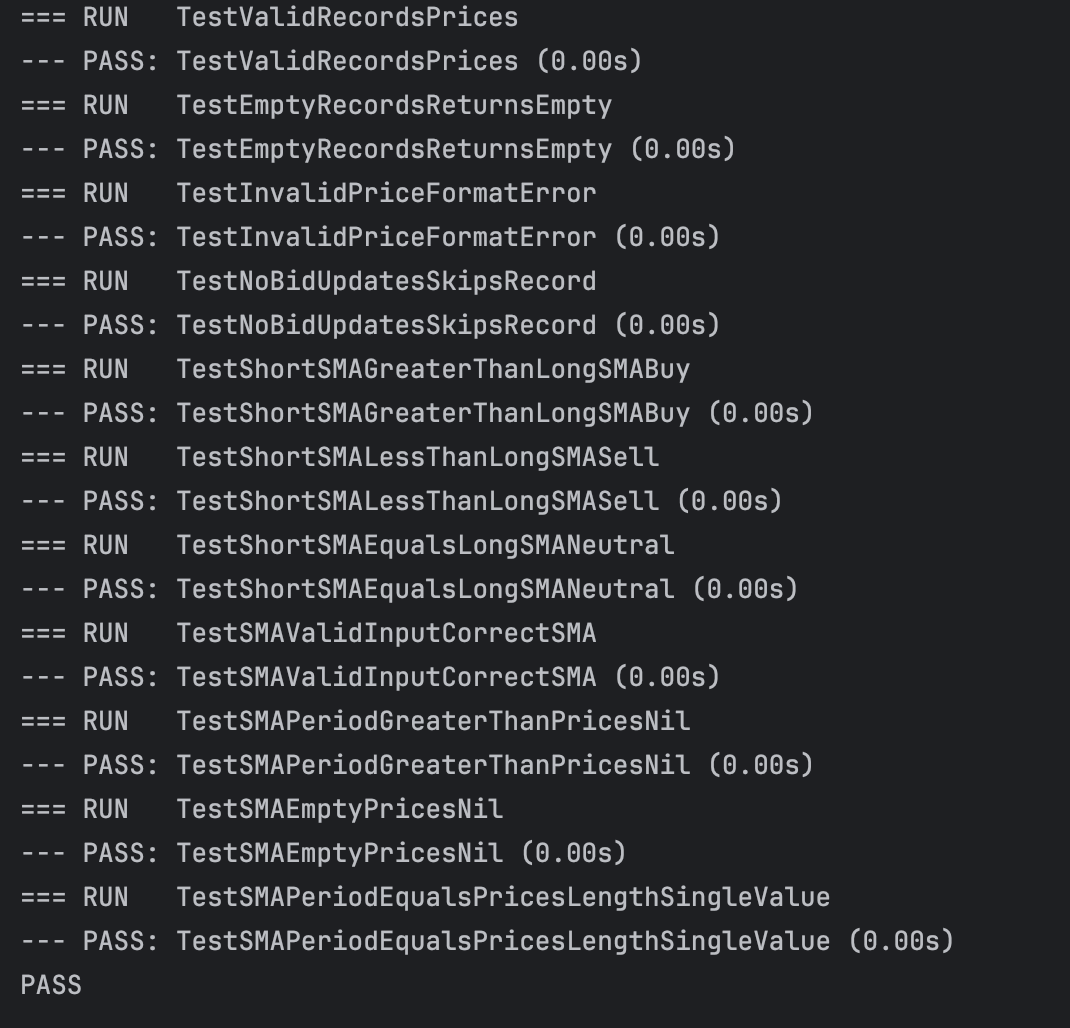 === RUN   TestValidRecordsPrices
--- PASS: TestValidRecordsPrices (0.00s)
=== RUN   TestEmptyRecordsReturnsEmpty
--- PASS: TestEmptyRecordsReturnsEmpty (0.00s)
=== RUN   TestInvalidPriceFormatError
--- PASS: TestInvalidPriceFormatError (0.00s)
=== RUN   TestNoBidUpdatesSkipsRecord
--- PASS: TestNoBidUpdatesSkipsRecord (0.00s)
=== RUN   TestShortSMAGreaterThanLongSMABuy
--- PASS: TestShortSMAGreaterThanLongSMABuy (0.00s)
=== RUN   TestShortSMALessThanLongSMASell
--- PASS: TestShortSMALessThanLongSMASell (0.00s)
=== RUN   TestShortSMAEqualsLongSMANeutral
--- PASS: TestShortSMAEqualsLongSMANeutral (0.00s)
=== RUN   TestSMAValidInputCorrectSMA
--- PASS: TestSMAValidInputCorrectSMA (0.00s)
=== RUN   TestSMAPeriodGreaterThanPricesNil
--- PASS: TestSMAPeriodGreaterThanPricesNil (0.00s)
=== RUN   TestSMAEmptyPricesNil
--- PASS: TestSMAEmptyPricesNil (0.00s)
=== RUN   TestSMAPeriodEqualsPricesLengthSingleValue
--- PASS: TestSMAPeriodEqualsPricesLengthSingleValue (0.00s)
PASS